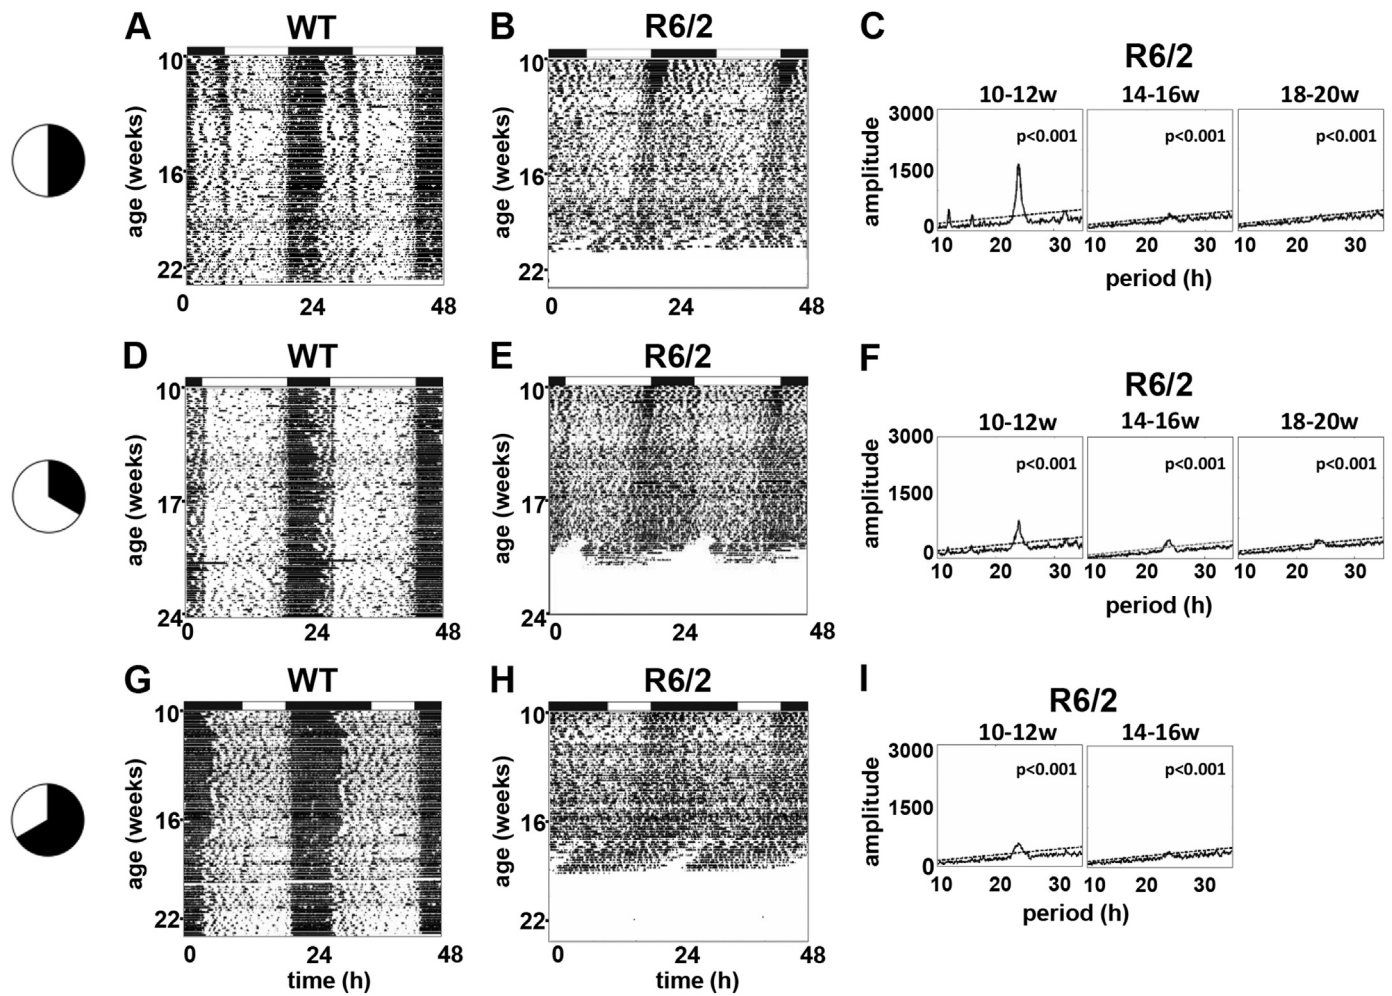 A WT
10
16
22
age (weeks)
0 24 48
B R6/2
10
16
22
age (weeks)
0 24 48
C
R6/2
10-12w 14-16w 18-20w
3000
1500
0
amplitude
p<0.001 p<0.001 p<0.001
10 20 30 10 20 30 10 20 30
period (h)
D WT
10
17
24
age (weeks)
0 24 48
E R6/2
10
17
24
age (weeks)
0 24 48
F
R6/2
10-12w 14-16w 18-20w
3000
1500
0
amplitude
p<0.001 p<0.001 p<0.001
10 20 30 10 20 30 10 20 30
period (h)
G WT
10
16
22
age (weeks)
0 24 48
time (h)
H R6/2
10
16
22
age (weeks)
0 24 48
time (h)
I
R6/2
10-12w 14-16w
3000
1500
0
amplitude
p<0.001 p<0.001
10 20 30 10 20 30
period (h)